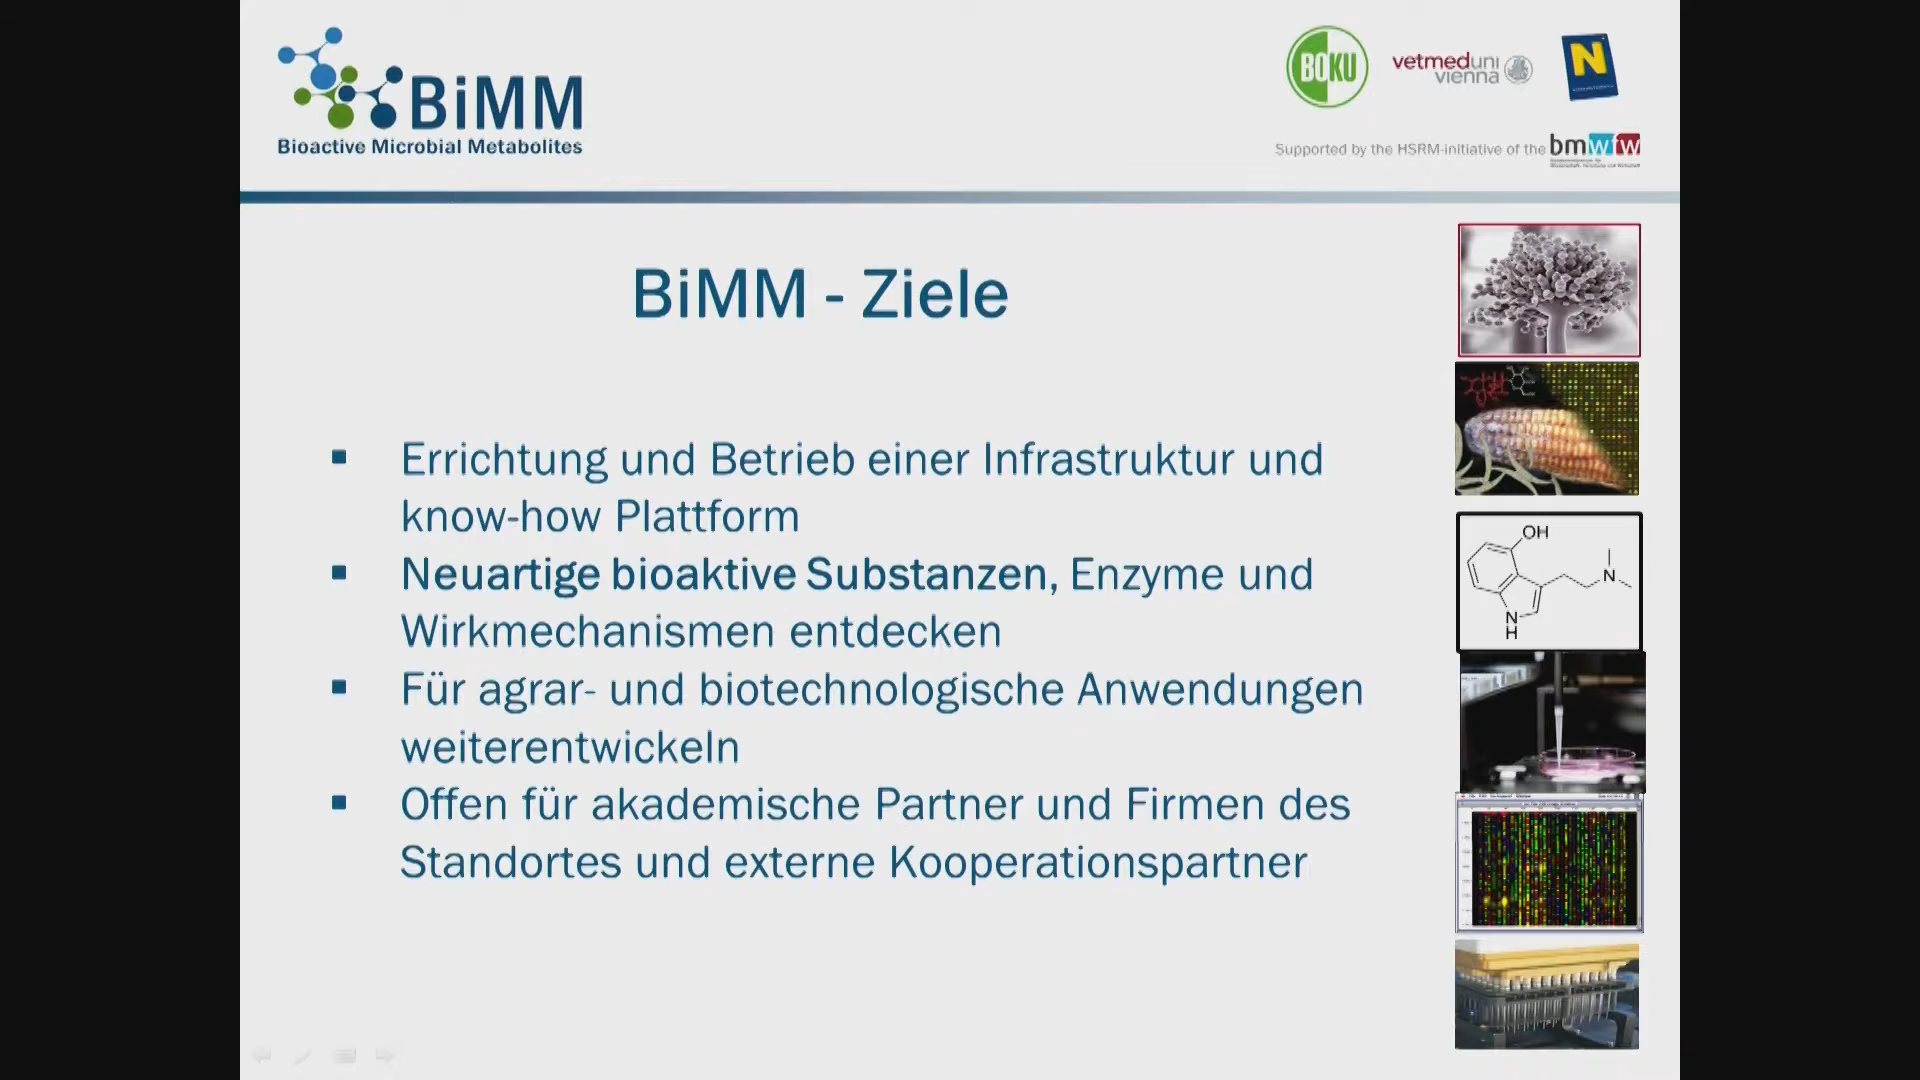 BiMM
Bioactive Microbial Metabolites
BOKU
vetmeduni
vienna
N
Supported by the HSRM-initiative of the bmwfw
BiMM - Ziele
▪ Errichtung und Betrieb einer Infrastruktur und
know-how Plattform
▪ Neuartige bioaktive Substanzen, Enzyme und
Wirkmechanismen entdecken
▪ Für agrar- und biotechnologische Anwendungen
weiterentwickeln
▪ Offen für akademische Partner und Firmen des
Standortes und externe Kooperationspartner
OH
N
N
H